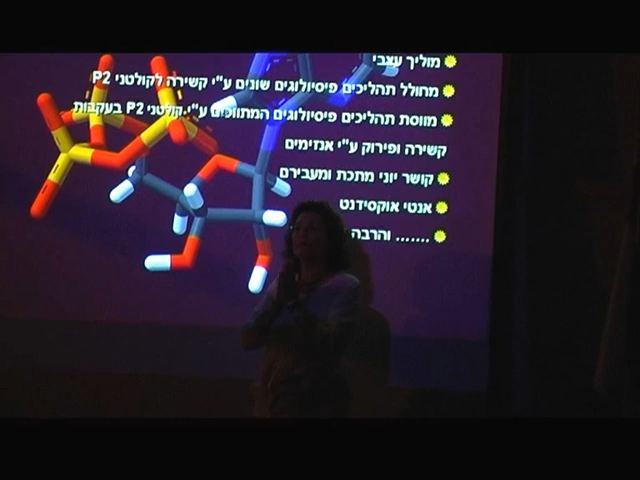 מוליך עצבי
מחולל תהליכים פיסיולוגים שונים ע"י קשירה לקולטני P2
מווסת תהליכים פיסיולוגים המתווכים ע"י קולטני P2 בעקבות
קשירה ופירוק ע"י אנזימים
קושר יוני מתכת ומעבירם
אנטי אוקסידנט
....... והרבה